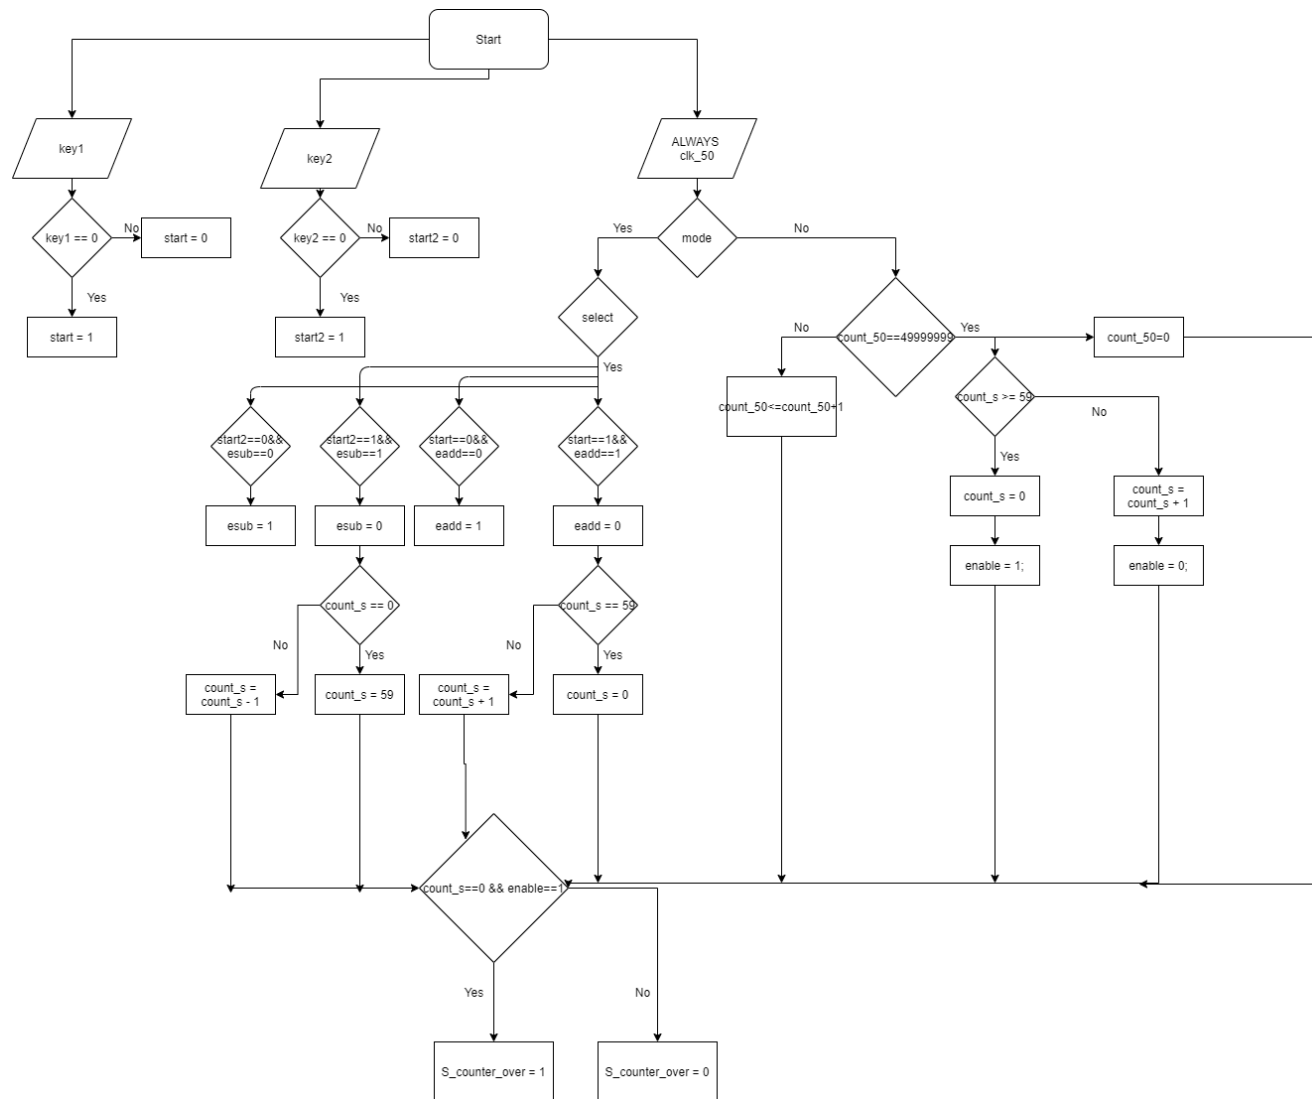 Start
key1
key2
ALWAYS
clk_50
key1 == 0
No
start = 0
key2 == 0
No
start2 = 0
Yes
mode
No
Yes
start = 1
Yes
start2 = 1
select
Yes
No
count_50==49999999
Yes
count_50=0
count_50<=count_50+1
count_s >= 59
No
start2==0&&
esub==0
start2==1&&
esub==1
start==0&&
eadd==0
start==1&&
eadd==1
Yes
esub = 1
esub = 0
eadd = 1
eadd = 0
count_s = 0
count_s =
count_s + 1
enable = 1;
enable = 0;
count_s == 0
count_s == 59
No
Yes
No
Yes
count_s =
count_s - 1
count_s = 59
count_s =
count_s + 1
count_s = 0
count_s==0 && enable==1
Yes
No
S_counter_over = 1
S_counter_over = 0